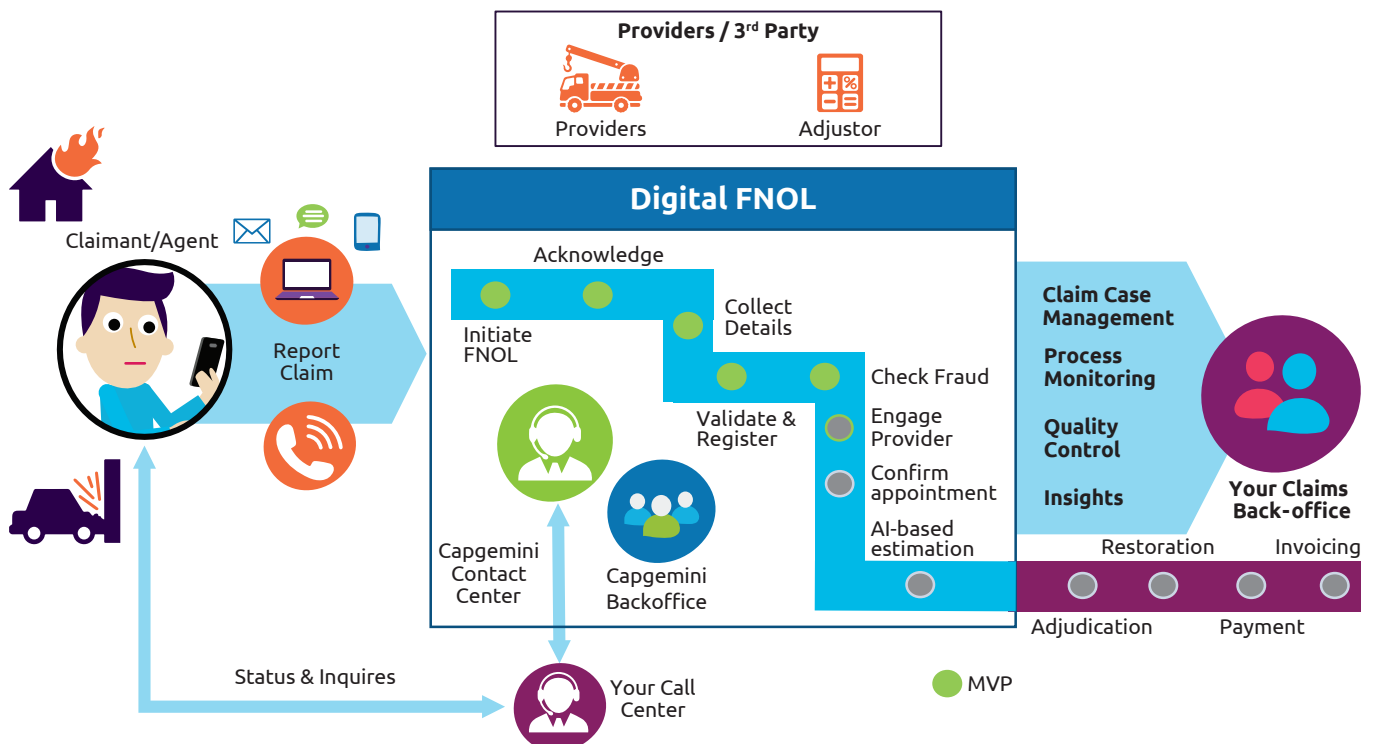 Providers / 3rd Party
Providers
Adjustor
Digital FNOL
Claimant/Agent
Report
Claim
Acknowledge
Initiate
FNOL
Collect
Details
Validate &
Register
Check Fraud
Engage
Provider
Confirm
appointment
AI-based
estimation
Capgemini
Contact
Center
Capgemini
Backoffice
Claim Case
Management
Process
Monitoring
Quality
Control
Insights
Your Claims
Back-office
Restoration
Invoicing
Adjudication
Payment
Status & Inquires
Your Call
Center
MVP